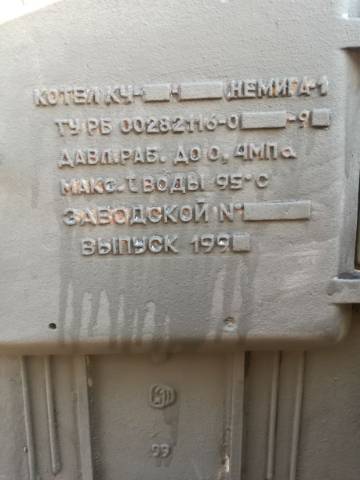 КОТЕЛ КЧ- - "НЕМИГА-1
ТУ РБ 00282116-0 -9
ДАВЛ. РАБ. ДО 0,4МПа
МАКС. t ВОДЫ 95°С
ЗАВОДСКОЙ N°
ВЫПУСК 199
99